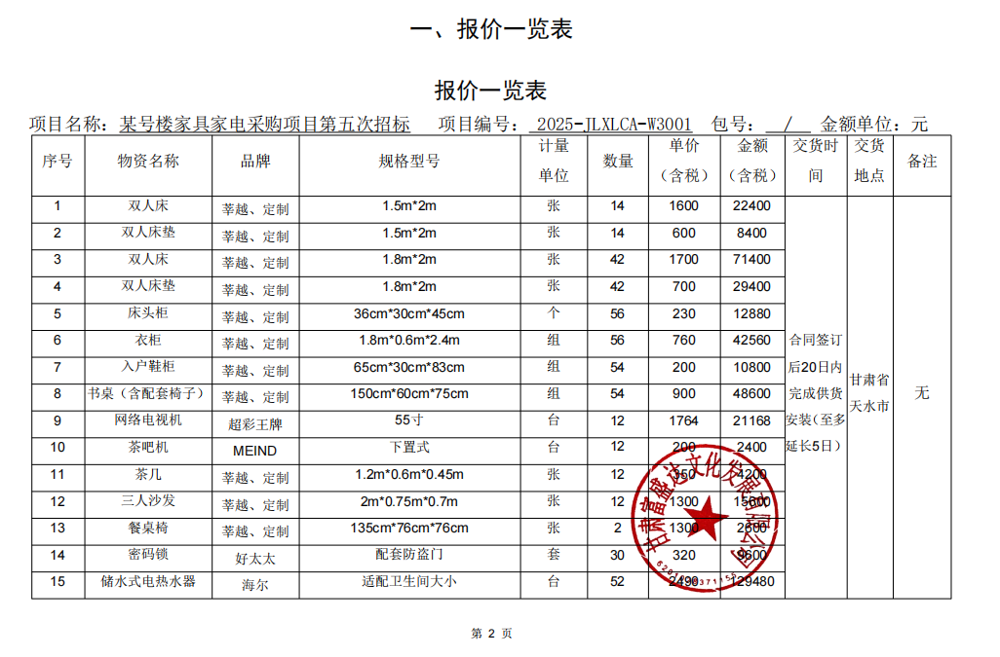 一、报价一览表
报价一览表
项目名称：某号楼家具家电采购项目第五次招标 项目编号：2025-JLXLCA-W3001 包号：/ 金额单位：元
序号 物资名称 品牌 规格型号 计量单位 数量 单价（含税） 金额（含税） 交货时间 交货地点 备注
1 双人床 莘越、定制 1.5m*2m 张 14 1600 22400
2 双人床垫 莘越、定制 1.5m*2m 张 14 600 8400
3 双人床 莘越、定制 1.8m*2m 张 42 1700 71400
4 双人床垫 莘越、定制 1.8m*2m 张 42 700 29400
5 床头柜 莘越、定制 36cm*30cm*45cm 个 56 230 12880
6 衣柜 莘越、定制 1.8m*0.6m*2.4m 组 56 760 42560
7 入户鞋柜 莘越、定制 65cm*30cm*83cm 组 54 200 10800
8 书桌（含配套椅子） 莘越、定制 150cm*60cm*75cm 组 54 900 48600
9 网络电视机 超彩王牌 55寸 台 12 1764 21168
10 茶吧机 MEIND 下置式 台 12 200 2400
11 茶几 莘越、定制 1.2m*0.6m*0.45m 张 12 350 4200
12 三人沙发 莘越、定制 2m*0.75m*0.7m 张 12 1300 15600
13 餐桌椅 莘越、定制 135cm*76cm*76cm 张 2 1300 2600
14 密码锁 好太太 配套防盗门 套 30 320 9600
15 储水式电热水器 海尔 适配卫生间大小 台 52 2490 129480
合同签订
后20日内
完成供货
安装（至多
延长5日）
甘肃省
天水市
无
甘肃富盛达文化发展有限公司
第 2 页